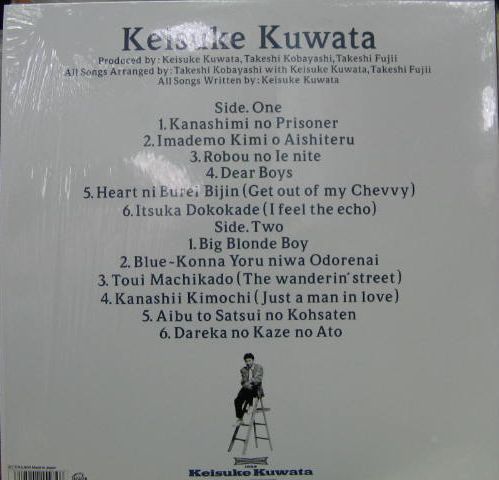 Keisuke Kuwata
Produced by: Keisuke Kuwata, Takeshi Kobayashi, Takeshi Fujii
All Songs Arranged by: Takeshi Kobayashi with Keisuke Kuwata, Takeshi Fujii
All Songs Written by: Keisuke Kuwata
Side. One
1. Kanashimi no Prisoner
2. Imademo Kimi o Aishiteru
3. Robou no Ie nite
4. Dear Boys
5. Heart ni Burei Bijin (Get out of my Chevvy)
6. Itsuka Dokokade (I feel the echo)
Side. Two
1. Big Blonde Boy
2. Blue~Konna Yoru niwa Odorenai
3. Toui Machikado (The wanderin' street)
4. Kanashii Kimochi (Just a man in love)
5. Aibu to Satsui no Kohsaten
6. Dareka no Kaze no Ato
Keisuke Kuwata